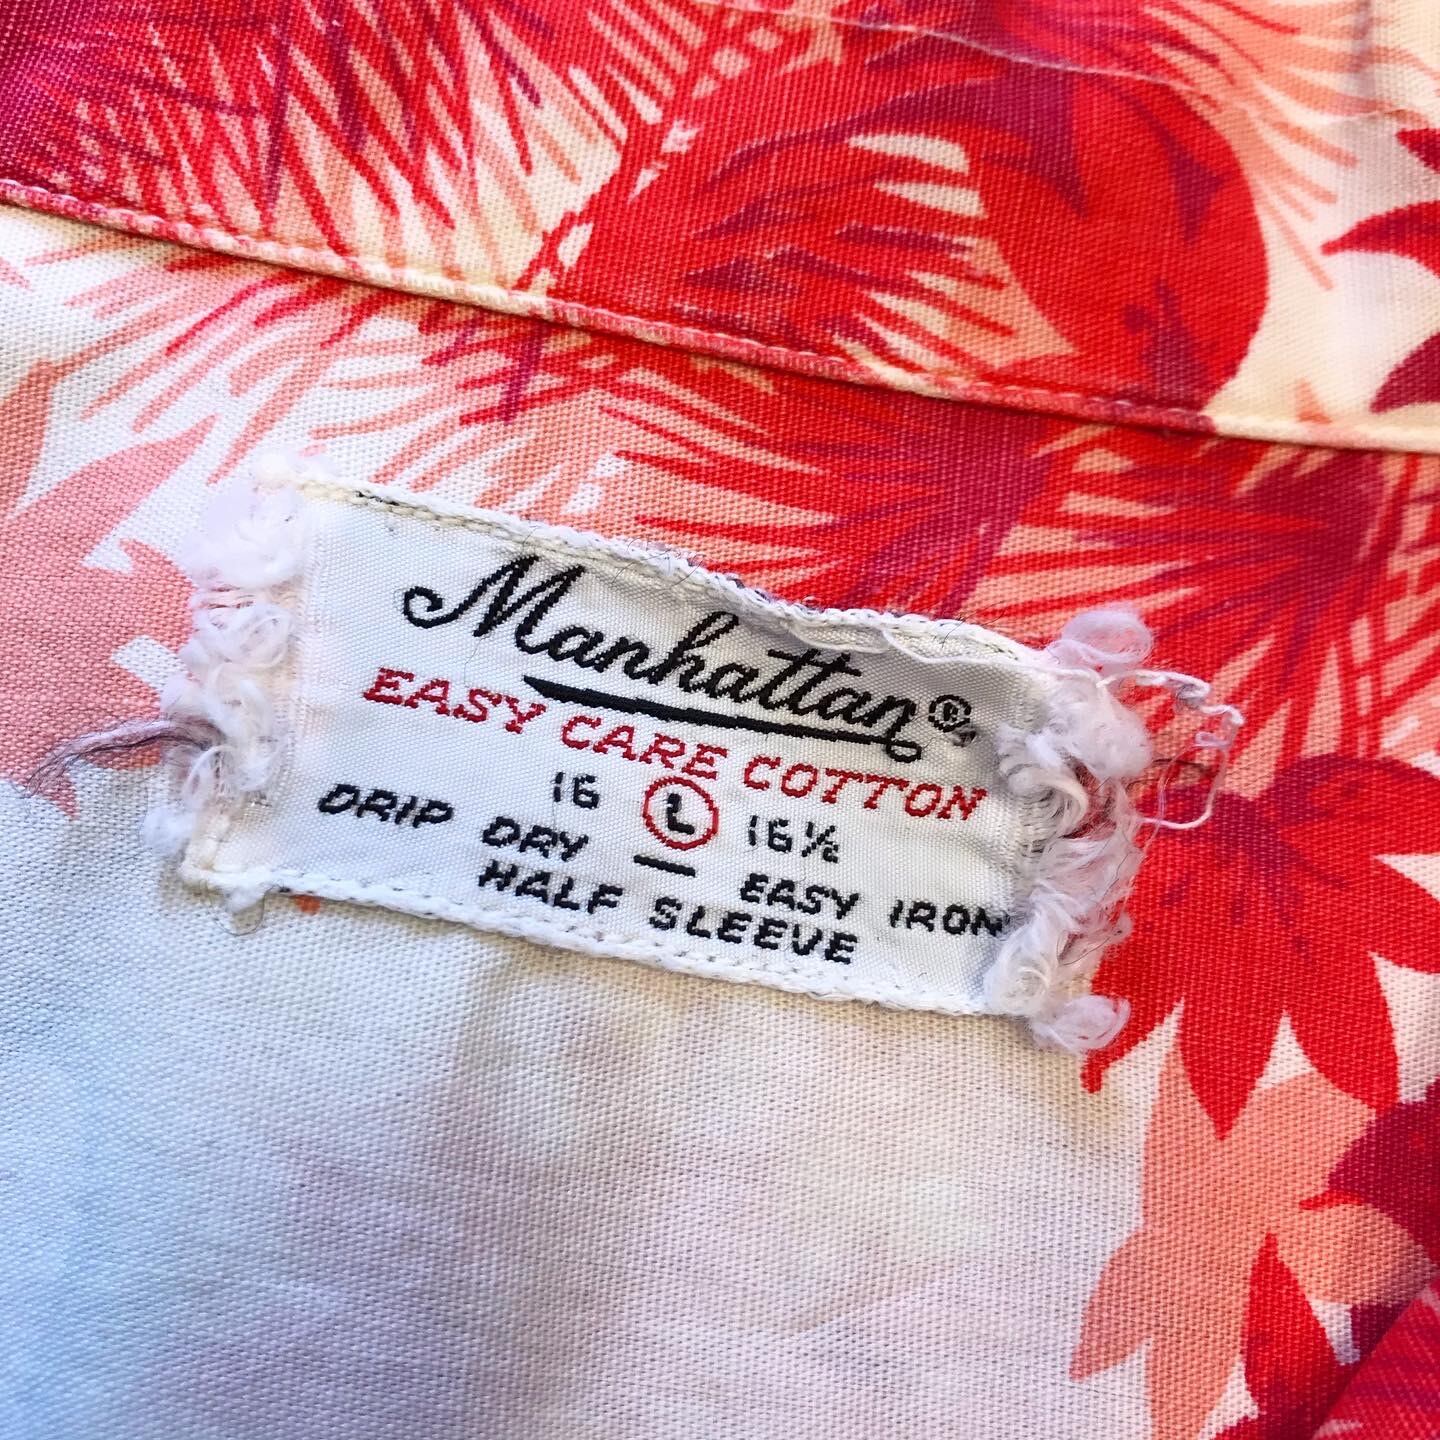 Manhattan®
EASY CARE COTTON
16 L 16½
DRIP DRY — EASY IRON
HALF SLEEVE